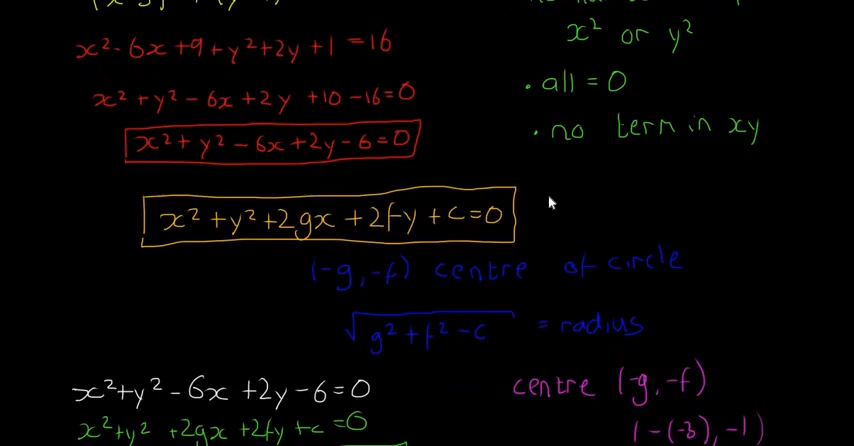 x² - 6x + 9 + y² + 2y + 1 = 16
x² + y² - 6x + 2y + 10 - 16 = 0
x² + y² - 6x + 2y - 6 = 0
x² or y²
· all = 0
· no term in xy
x² + y² + 2gx + 2fy + c = 0
(-g, -f) centre of circle
√g² + f² - c = radius
x² + y² - 6x + 2y - 6 = 0
x² + y² + 2gx + 2fy + c = 0
centre (-g, -f)
(-(-3), -1)